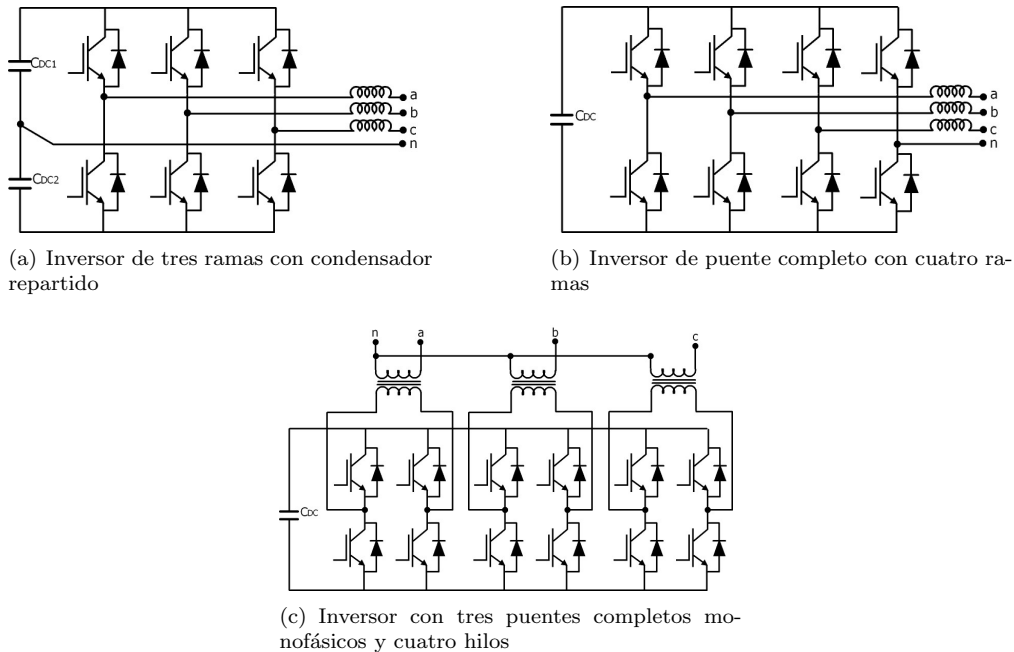 CDC1
a
b
c
n
CDC2
(a) Inversor de tres ramas con condensador
repartido
CDC
a
b
c
n
(b) Inversor de puente completo con cuatro ra-
mas
n
a
b
c
CDC
(c) Inversor con tres puentes completos mo-
nofásicos y cuatro hilos